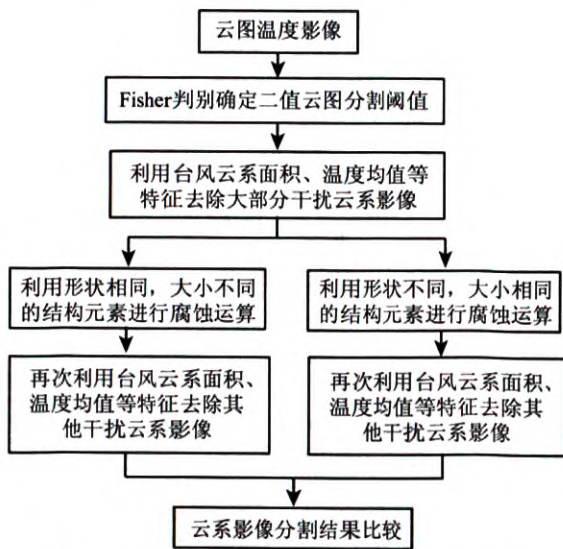 云图温度影像
Fisher判别确定二值云图分割阈值
利用台风云系面积、温度均值等
特征去除大部分干扰云系影像
利用形状相同，大小不同
的结构元素进行腐蚀运算
利用形状不同，大小相同
的结构元素进行腐蚀运算
再次利用台风云系面积、
温度均值等特征去除其
他干扰云系影像
再次利用台风云系面积、
温度均值等特征去除其
他干扰云系影像
云系影像分割结果比较